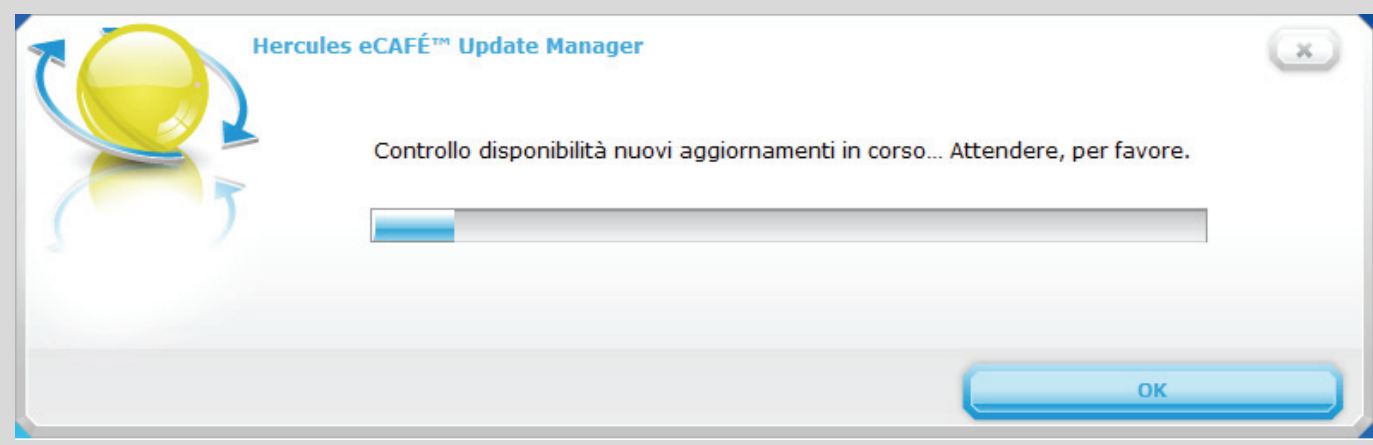 Hercules eCAFÉ™ Update Manager
Controllo disponibilità nuovi aggiornamenti in corso... Attendere, per favore.
OK